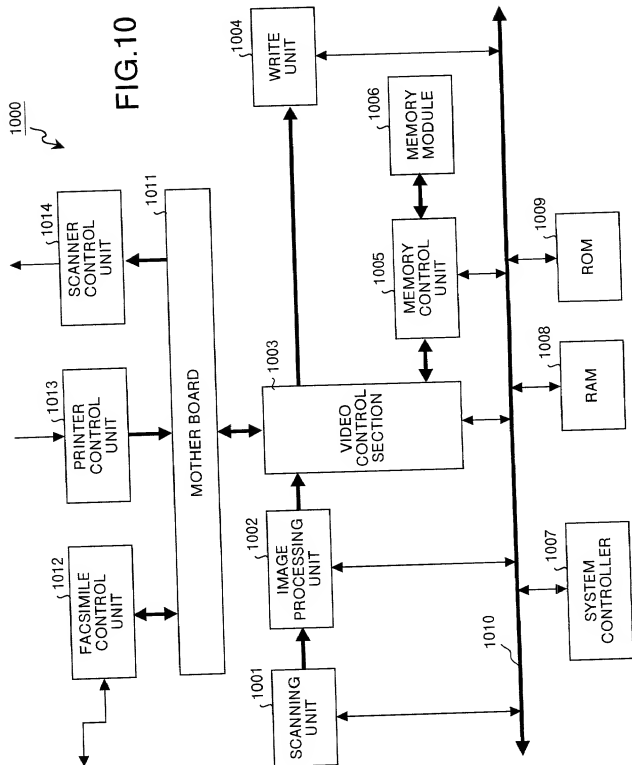 FIG.10
1000
1012
FACSIMILE
CONTROL
UNIT
1013
PRINTER
CONTROL
UNIT
1014
SCANNER
CONTROL
UNIT
1011
MOTHER BOARD
1001
SCANNING
UNIT
1002
IMAGE
PROCESSING
UNIT
1003
VIDEO
CONTROL
SECTION
1004
WRITE
UNIT
1005
MEMORY
CONTROL
UNIT
1006
MEMORY
MODULE
1010
1007
SYSTEM
CONTROLLER
1008
RAM
1009
ROM